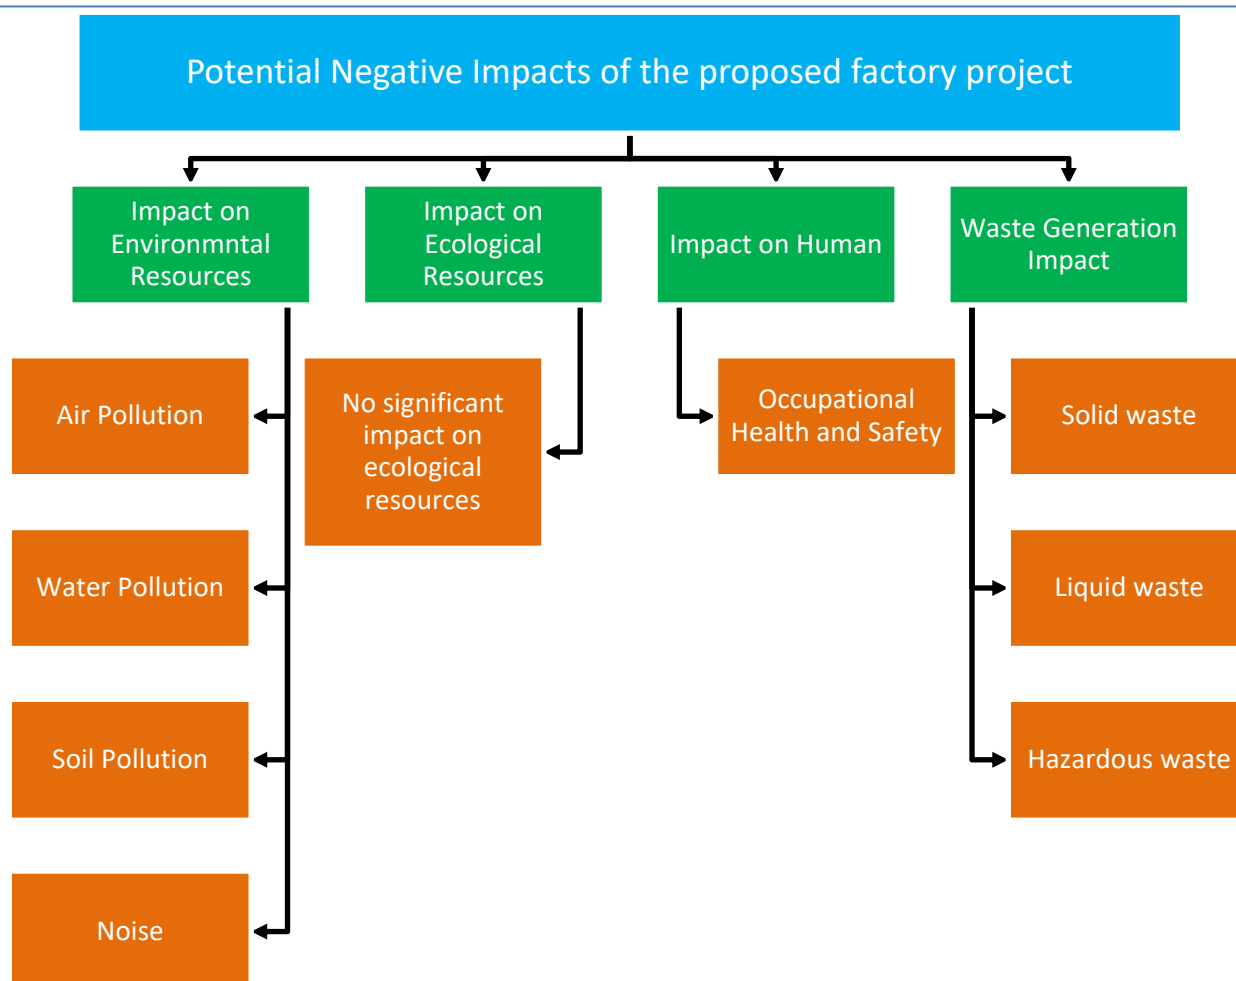 Potential Negative Impacts of the proposed factory project
Impact on
Environmntal
Resources
Impact on
Ecological
Resources
Impact on Human
Waste Generation
Impact
Air Pollution
Water Pollution
Soil Pollution
Noise
No significant
impact on
ecological
resources
Occupational
Health and Safety
Solid waste
Liquid waste
Hazardous waste